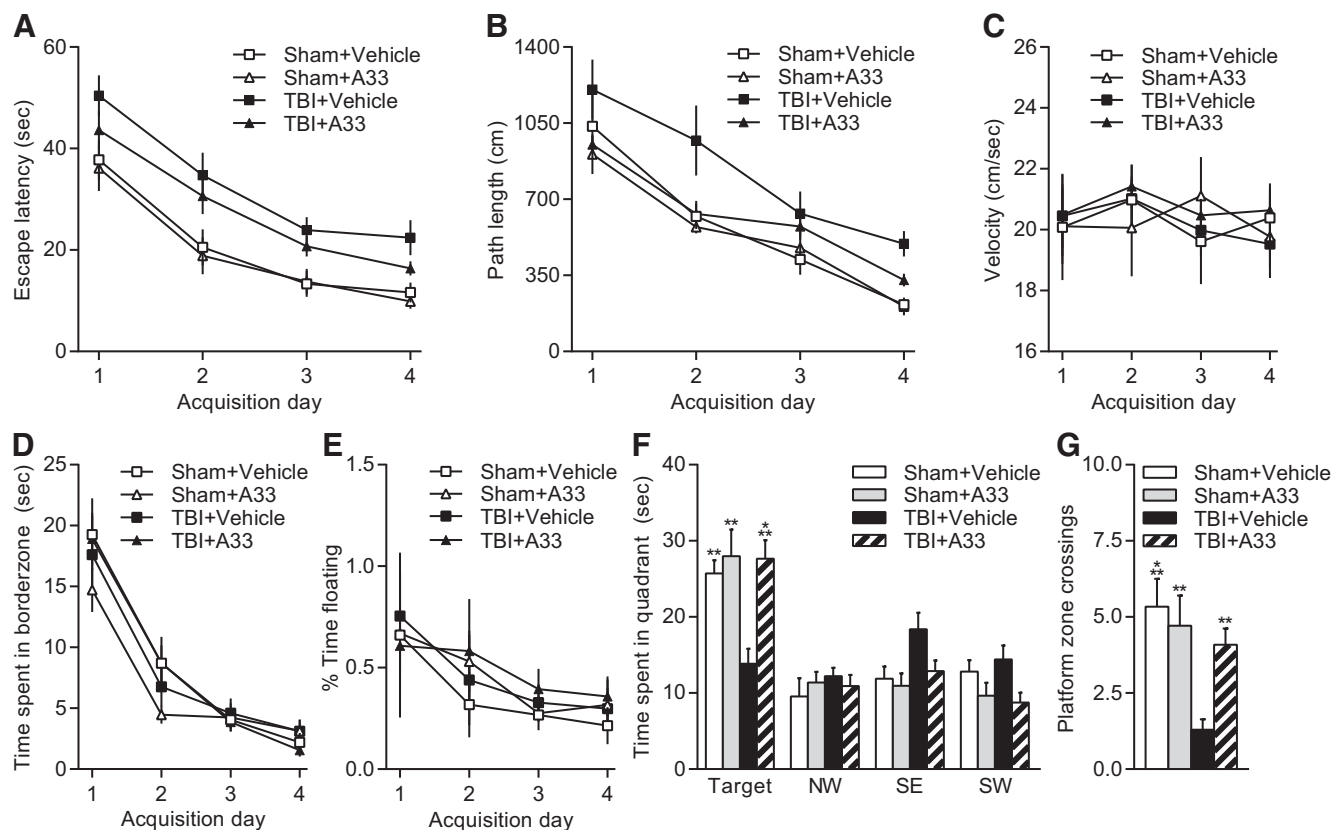 A
Escape latency (sec)
60
40
20
0
Sham+Vehicle
Sham+A33
TBI+Vehicle
TBI+A33
1 2 3 4
Acquisition day
B
Path length (cm)
1400
1050
700
350
0
Sham+Vehicle
Sham+A33
TBI+Vehicle
TBI+A33
1 2 3 4
Acquisition day
C
Velocity (cm/sec)
26
24
22
20
18
16
Sham+Vehicle
Sham+A33
TBI+Vehicle
TBI+A33
1 2 3 4
Acquisition day
D
Time spent in borderzone (sec)
25
20
15
10
5
0
Sham+Vehicle
Sham+A33
TBI+Vehicle
TBI+A33
1 2 3 4
Acquisition day
E
% Time floating
1.5
1.0
0.5
0.0
Sham+Vehicle
Sham+A33
TBI+Vehicle
TBI+A33
1 2 3 4
Acquisition day
F
Time spent in quadrant (sec)
40
30
20
10
0
Sham+Vehicle
Sham+A33
TBI+Vehicle
TBI+A33
**
**
*
**
Target NW SE SW
G
Platform zone crossings
10.0
7.5
5.0
2.5
0.0
Sham+Vehicle
Sham+A33
TBI+Vehicle
TBI+A33
*
**
**
**